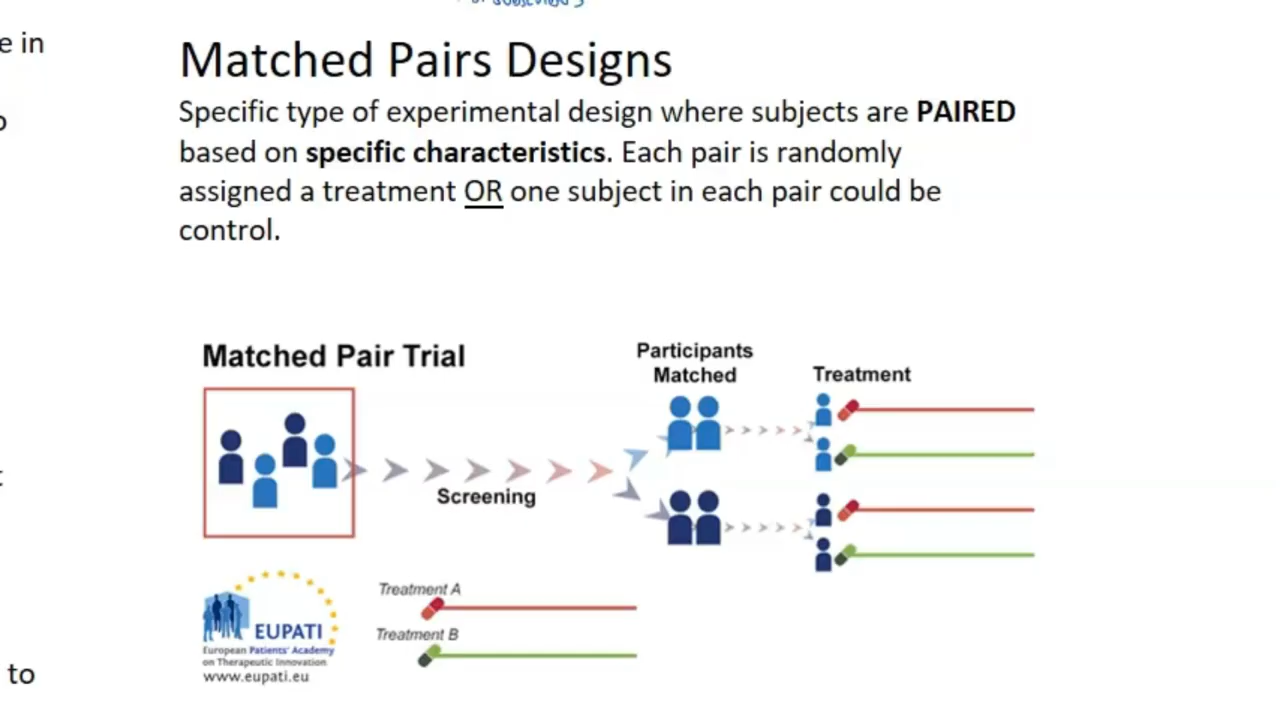 e in
Matched Pairs Designs
Specific type of experimental design where subjects are PAIRED
based on specific characteristics. Each pair is randomly
assigned a treatment OR one subject in each pair could be
control.
Matched Pair Trial
Participants
Matched
Treatment
Screening
Treatment A
Treatment B
EUPATI
European Patients' Academy
on Therapeutic Innovation
www.eupati.eu
to